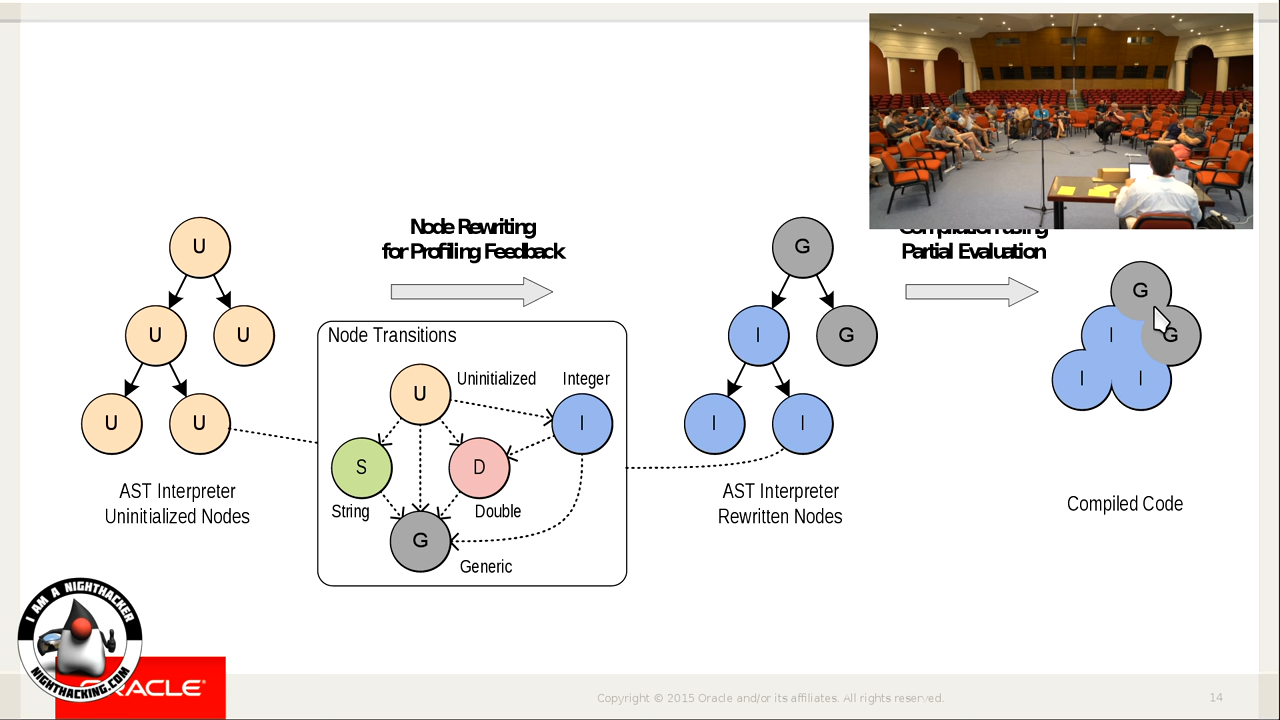 Node Rewriting
for Profiling Feedback
Compilation using
Partial Evaluation
U
U
U
U
U
Node Transitions
U
Uninitialized
Integer
I
S
D
String
Double
G
Generic
G
I
G
I
I
G
I
G
I
I
AST Interpreter
Uninitialized Nodes
AST Interpreter
Rewritten Nodes
Compiled Code
I AM A NIGHTHACKER
NIGHTHACKING.COM
ORACLE®
Copyright © 2015 Oracle and/or its affiliates. All rights reserved.
14